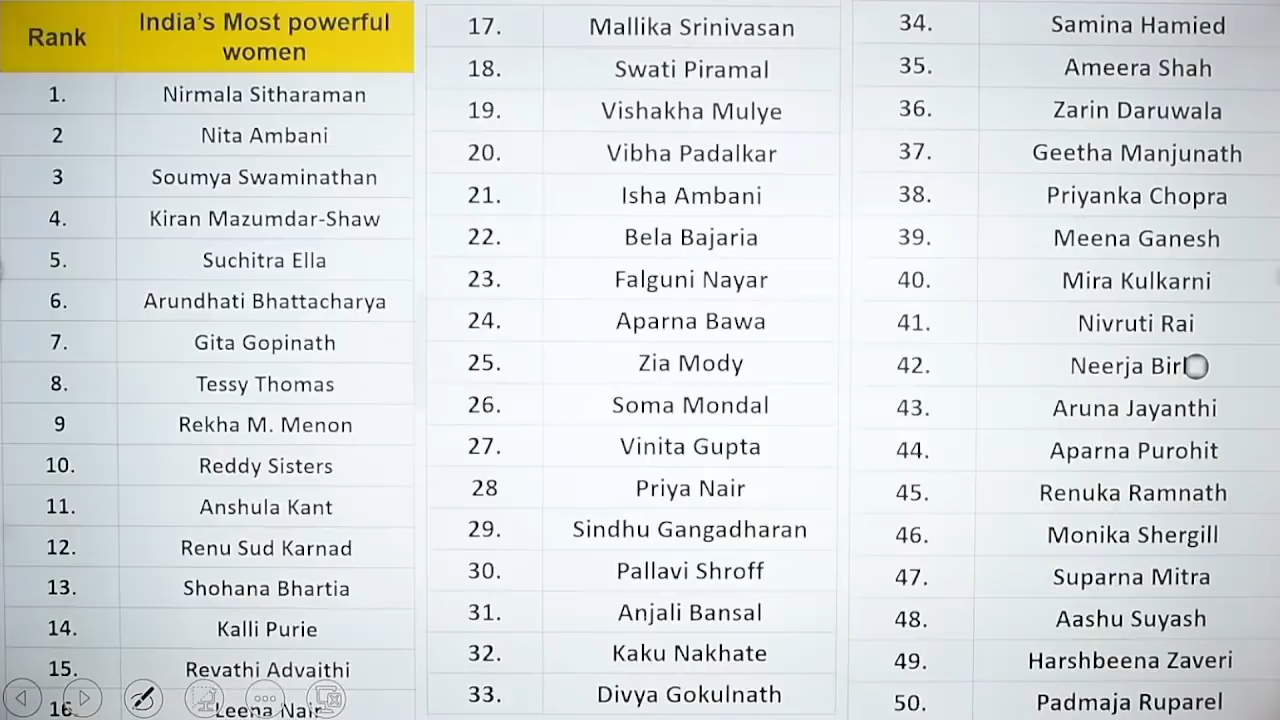 Rank India's Most powerful women
1. Nirmala Sitharaman
2 Nita Ambani
3 Soumya Swaminathan
4. Kiran Mazumdar-Shaw
5. Suchitra Ella
6. Arundhati Bhattacharya
7. Gita Gopinath
8. Tessy Thomas
9 Rekha M. Menon
10. Reddy Sisters
11. Anshula Kant
12. Renu Sud Karnad
13. Shohana Bhartia
14. Kalli Purie
15. Revathi Advaithi
16. Leena Nair
17. Mallika Srinivasan
18. Swati Piramal
19. Vishakha Mulye
20. Vibha Padalkar
21. Isha Ambani
22. Bela Bajaria
23. Falguni Nayar
24. Aparna Bawa
25. Zia Mody
26. Soma Mondal
27. Vinita Gupta
28 Priya Nair
29. Sindhu Gangadharan
30. Pallavi Shroff
31. Anjali Bansal
32. Kaku Nakhate
33. Divya Gokulnath
34. Samina Hamied
35. Ameera Shah
36. Zarin Daruwala
37. Geetha Manjunath
38. Priyanka Chopra
39. Meena Ganesh
40. Mira Kulkarni
41. Nivruti Rai
42. Neerja Birl
43. Aruna Jayanthi
44. Aparna Purohit
45. Renuka Ramnath
46. Monika Shergill
47. Suparna Mitra
48. Aashu Suyash
49. Harshbeena Zaveri
50. Padmaja Ruparel